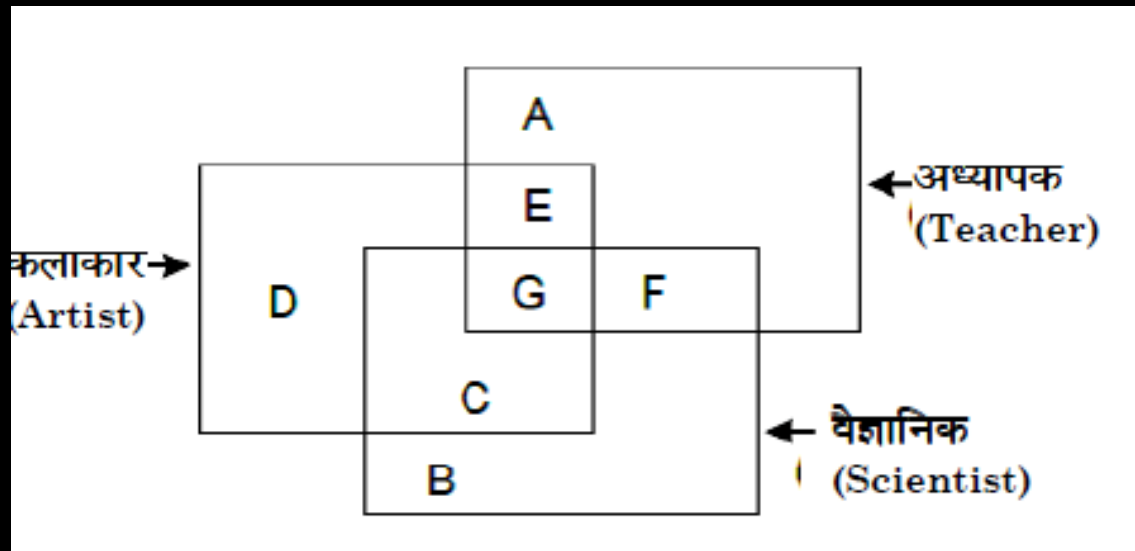 A
E
अध्यापक
(Teacher)
कलाकार
(Artist)
D
G
F
C
वैज्ञानिक
(Scientist)
B